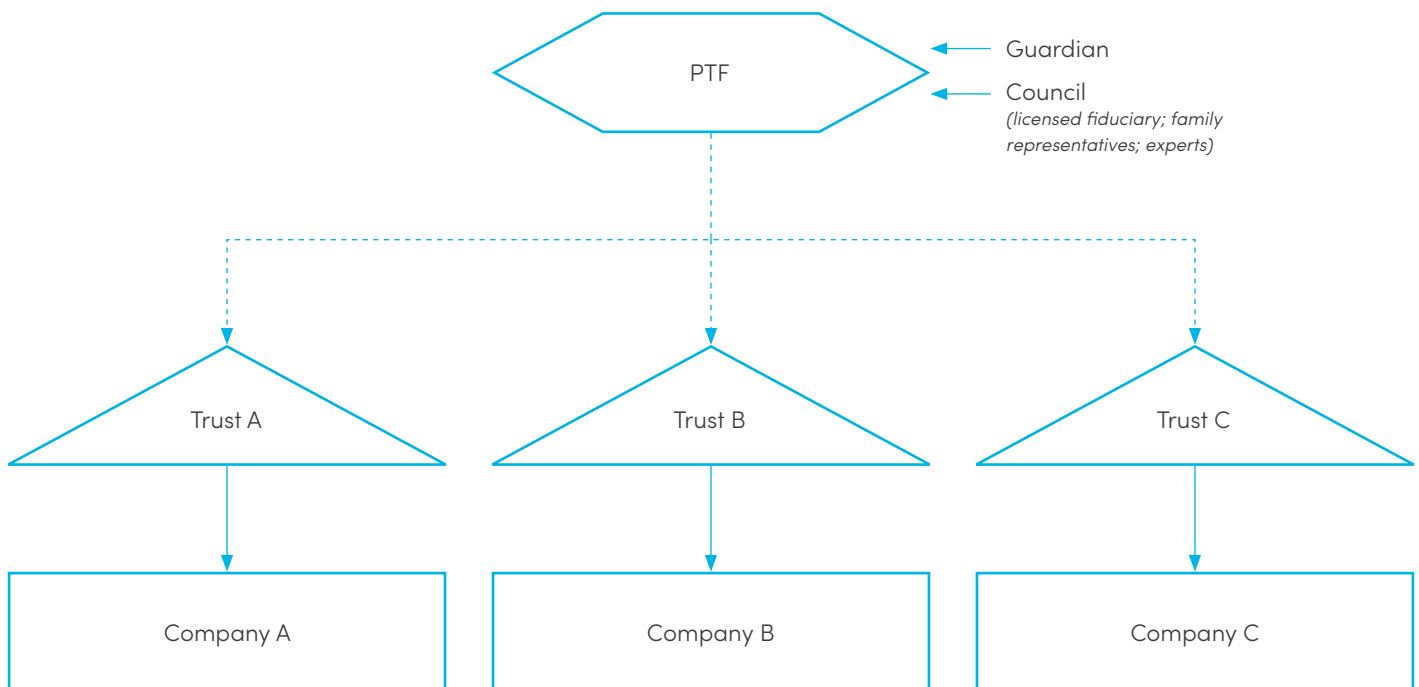 PTF
Guardian
Council
(licensed fiduciary; family
representatives; experts)
Trust A
Trust B
Trust C
Company A
Company B
Company C